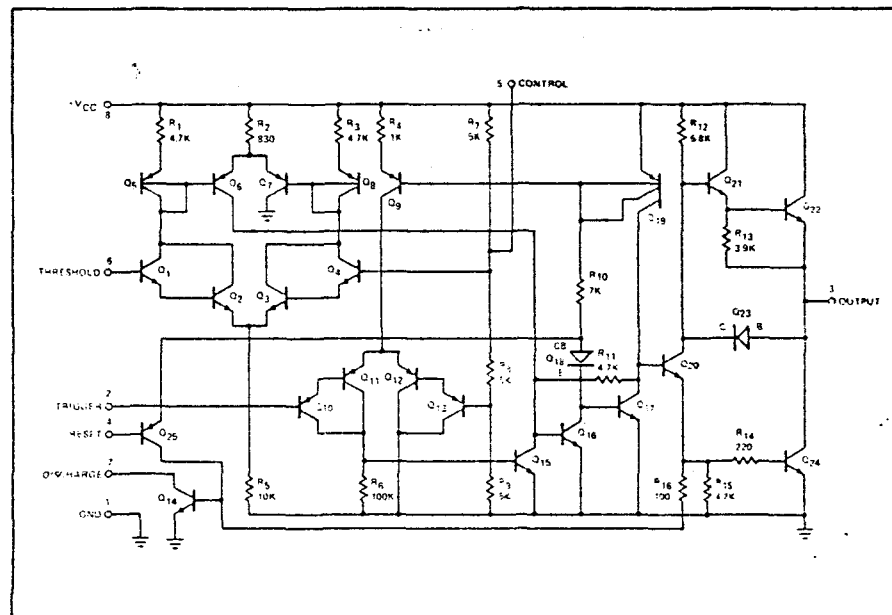 5 CONTROL
+VCC
8
R1
4.7K
R2
830
R3
4.7K
R4
1K
R7
5K
R12
6.8K
Q5
Q6
Q7
Q8
Q9
Q19
Q21
Q22
R13
3.9K
THRESHOLD
6
Q1
Q2
Q3
Q4
R10
7K
3
OUTPUT
Q23
C
B
CB
Q18
E
R11
4.7K
Q20
Q11
Q12
Q10
TRIGGER
2
RESET
4
Q25
Q15
Q16
Q17
R14
220
Q24
7
Q14
R5
10K
R6
100K
5K
R16
100
R15
4.7K
GND
1